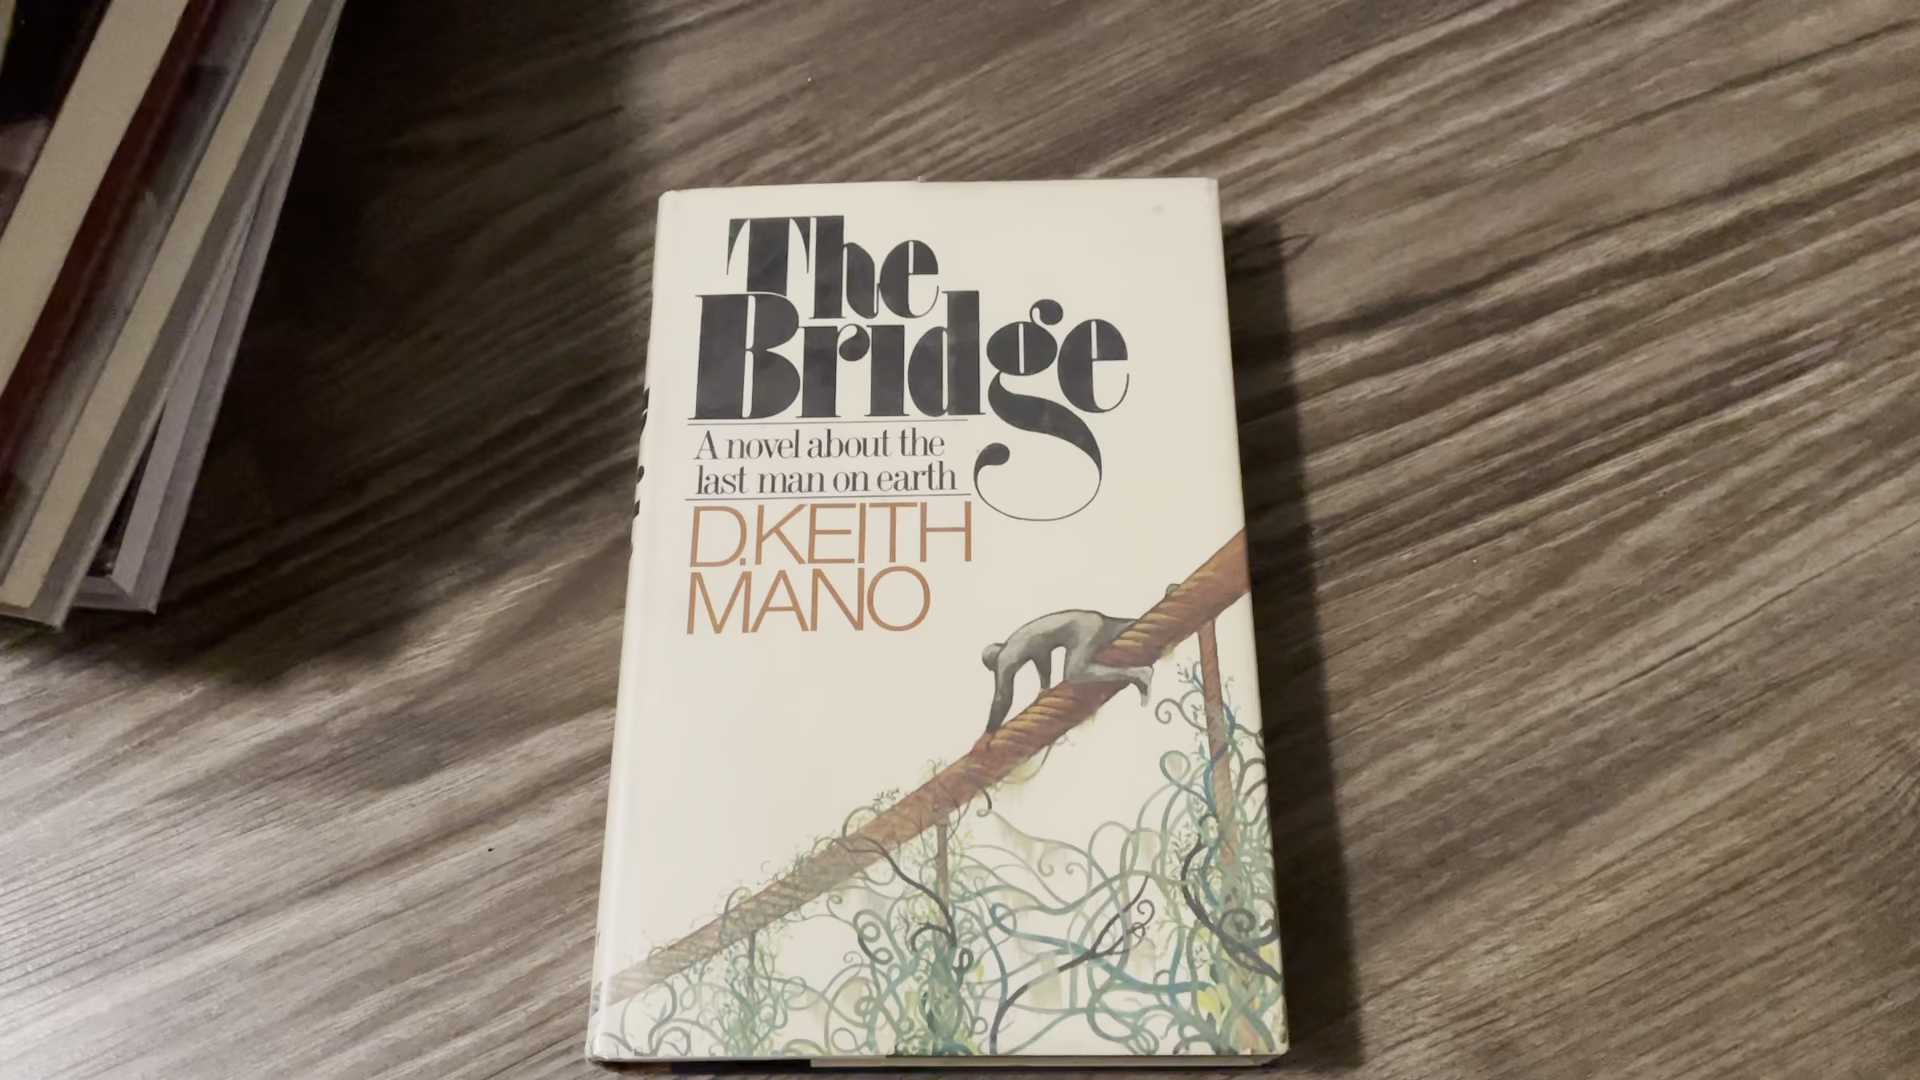 The
Bridge
A novel about the
last man on earth
D.KEITH
MANO